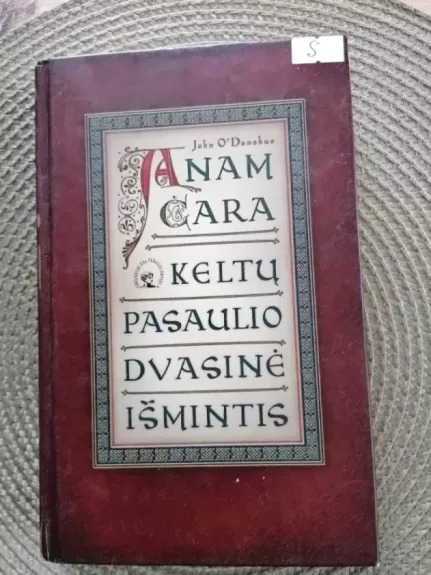 5
John O'Donohue
ANAM
CARA
KELTŲ
PASAULIO
DVASINĖ
IŠMINTIS